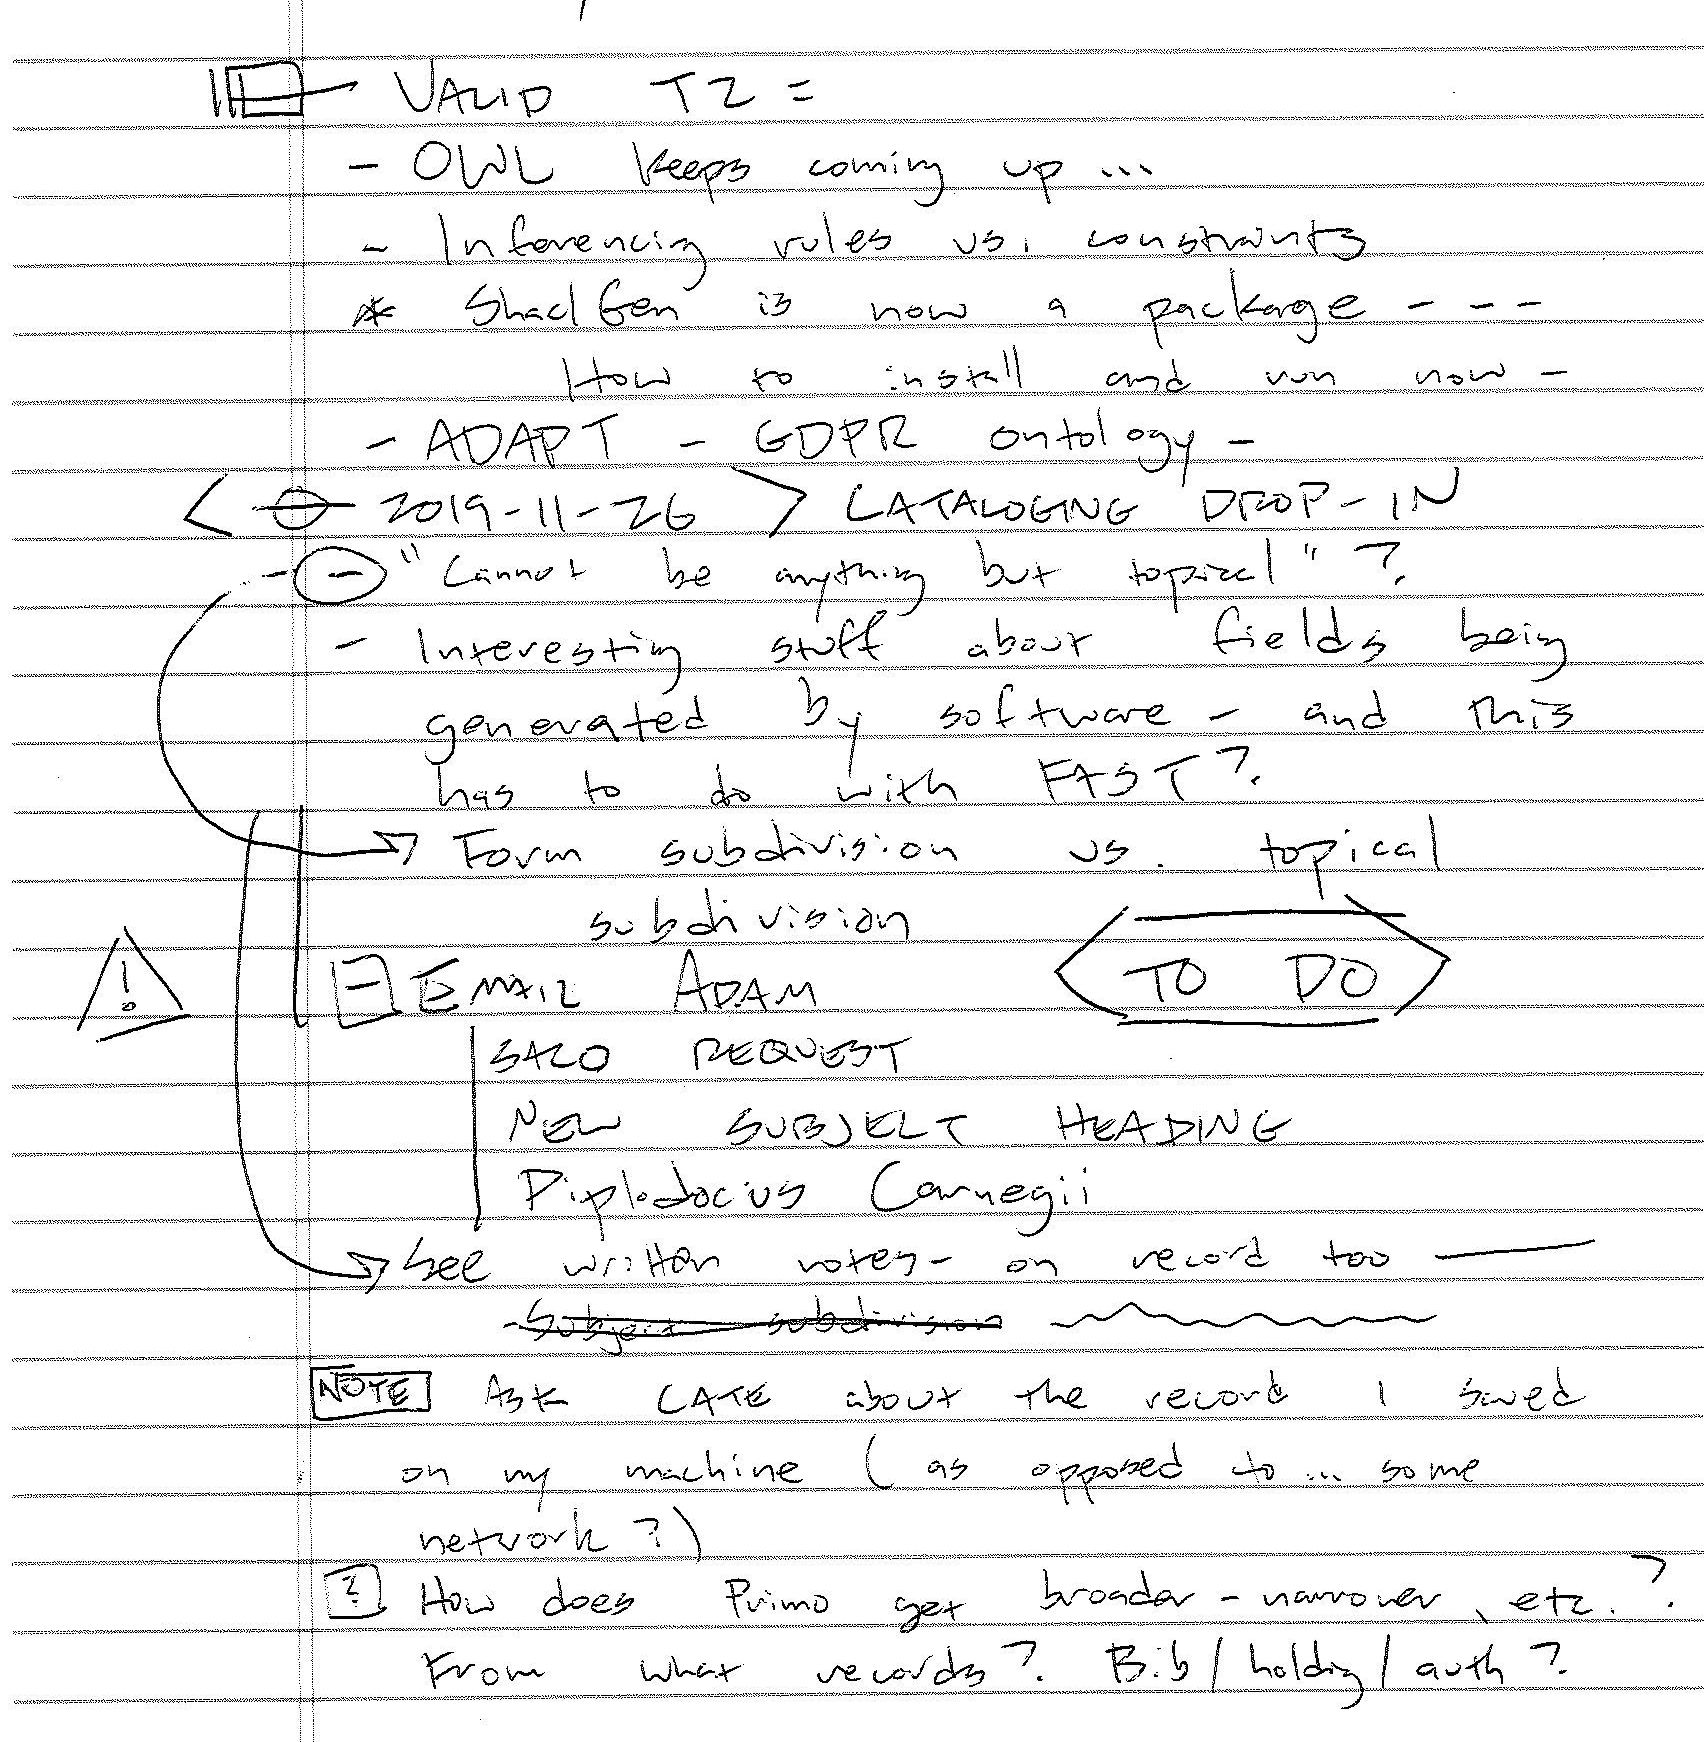 VALID T2 =
- OWL keeps coming up ...
- Inferencing rules vs. constraints
* ShaclGen is now a package - - -
How to install and run now -
- ADAPT - GDPR ontology -
< 2019-11-26 > CATALOGING DROP-IN
- "Cannot be anything but topical"?
- Interesting stuff about fields being
generated by software - and this
has to do with FAST?
Form subdivision vs. topical
subdivision
! EMAIL ADAM TO DO
SACO REQUEST
NEW SUBJECT HEADING
Diplodocius Carnegii
See written notes - on record too —
Subject subdivision
NOTE ASK CATE about the record I saved
on my machine (as opposed to ... some
network?)
? How does Primo get broader - narrower, etc.?
From what records? Bib/holding/auth?